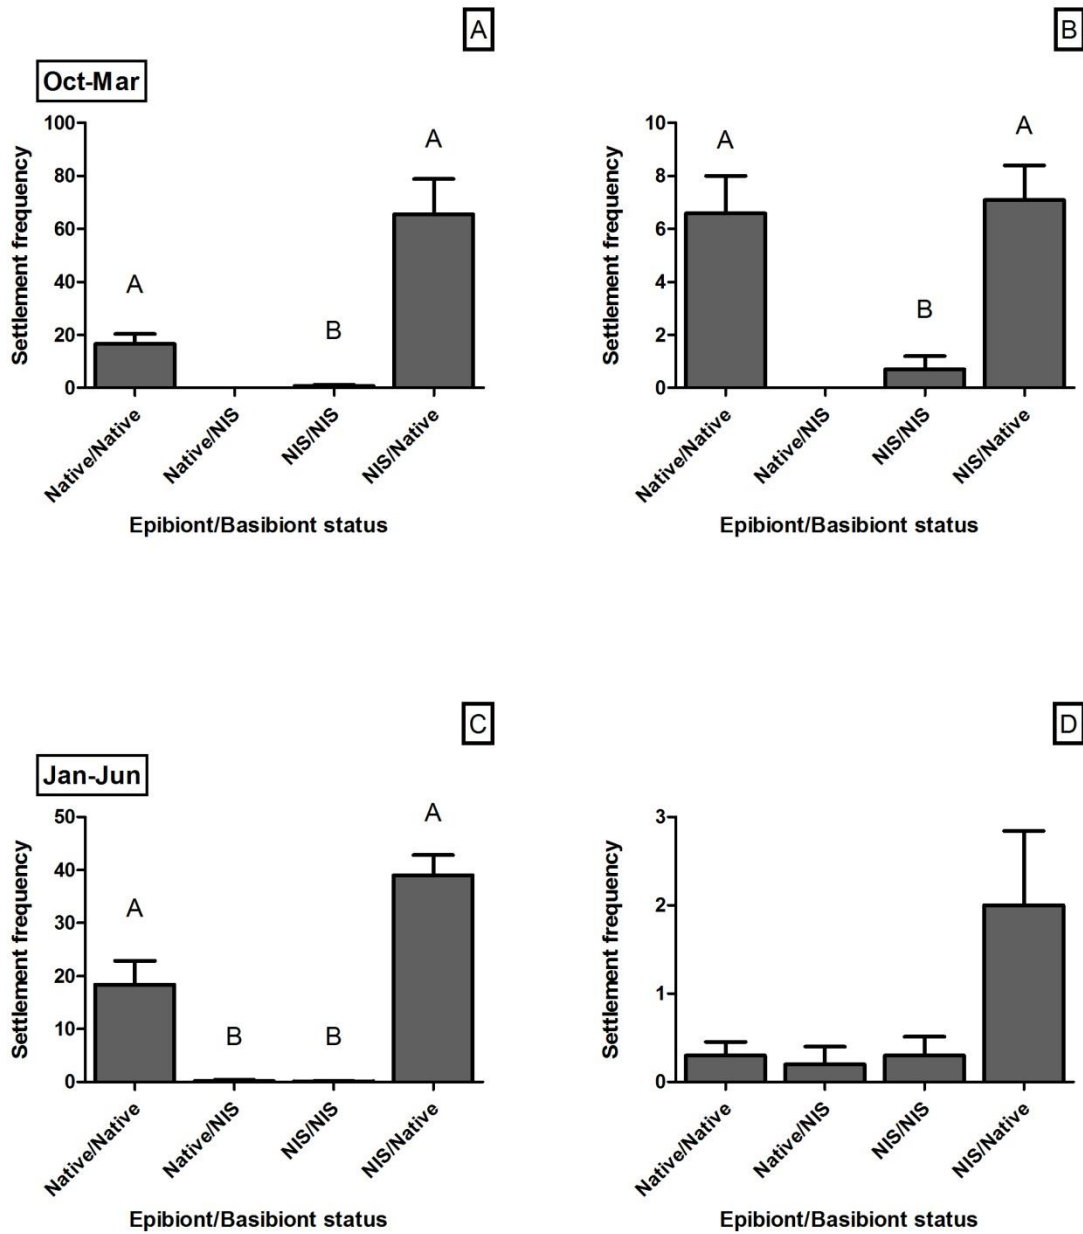 A
Oct-Mar
Settlement frequency
100
80
60
40
20
0
A
B
A
Native/Native
Native/NIS
NIS/NIS
NIS/Native
Epibiont/Basibiont status
B
Settlement frequency
10
8
6
4
2
0
A
B
A
Native/Native
Native/NIS
NIS/NIS
NIS/Native
Epibiont/Basibiont status
C
Jan-Jun
Settlement frequency
50
40
30
20
10
0
A
B
B
A
Native/Native
Native/NIS
NIS/NIS
NIS/Native
Epibiont/Basibiont status
D
Settlement frequency
3
2
1
0
Native/Native
Native/NIS
NIS/NIS
NIS/Native
Epibiont/Basibiont status